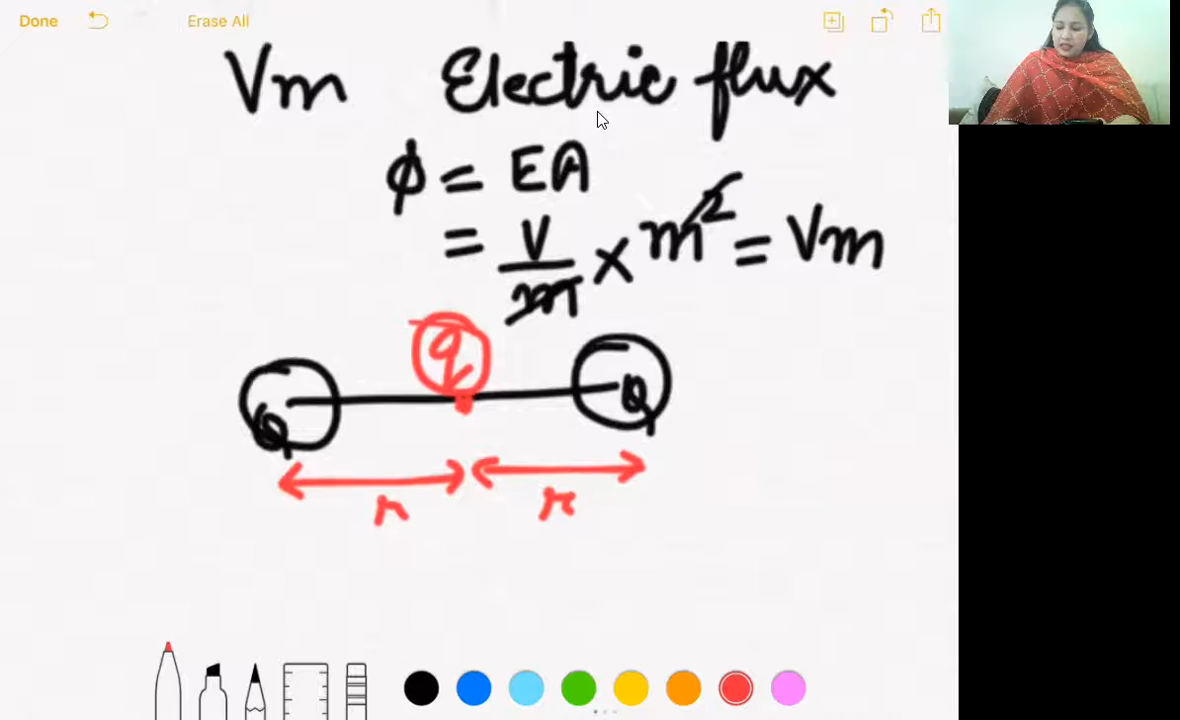 Done Erase All
Vm Electric flux
ϕ = EA
= V/m × m² = Vm
q
Q Q
r r